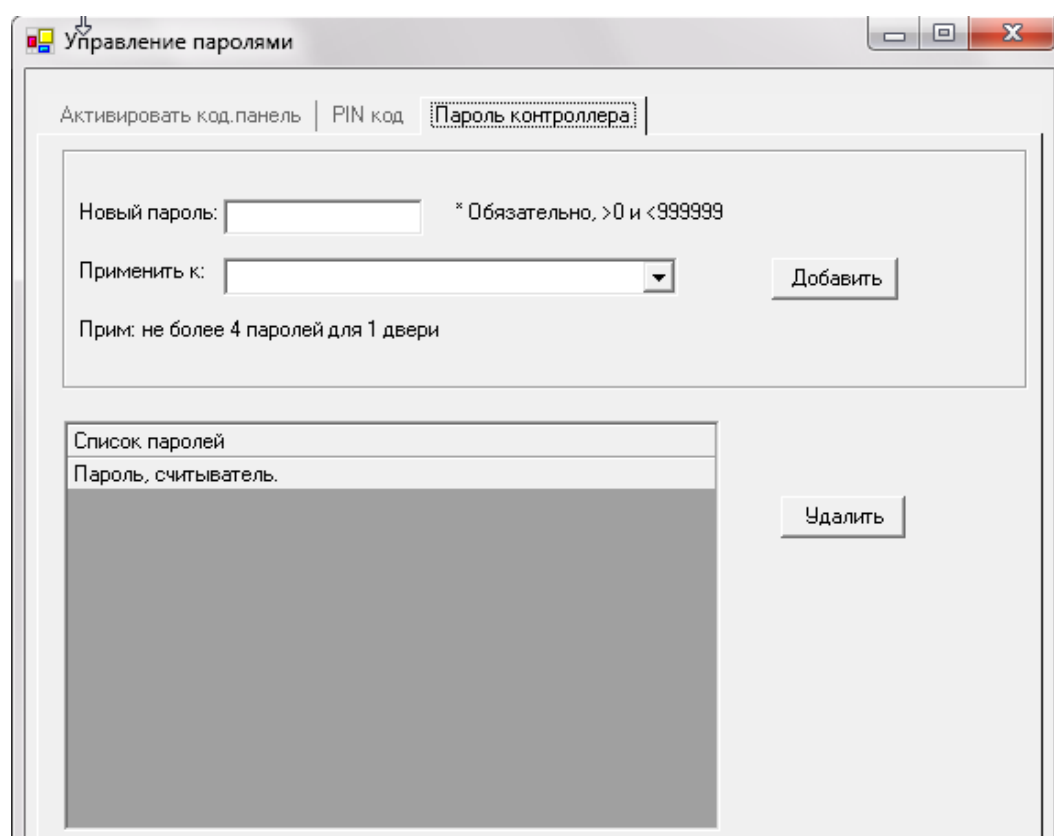 Управление паролями
Активировать код.панель PIN код Пароль контроллера
Новый пароль: * Обязательно, >0 и <999999
Применить к: Добавить
Прим: не более 4 паролей для 1 двери
Список паролей
Пароль, считыватель.
Удалить